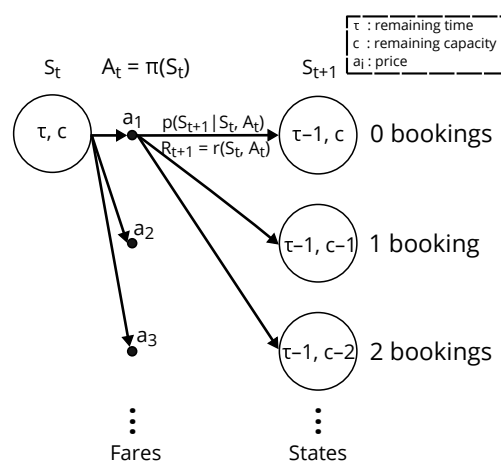 τ : remaining time
c : remaining capacity
aᵢ : price
Sₜ Aₜ = π(Sₜ) Sₜ₊₁
τ, c
a₁
p(Sₜ₊₁|Sₜ, Aₜ)
Rₜ₊₁ = r(Sₜ, Aₜ)
τ–1, c
0 bookings
a₂
τ–1, c–1
1 booking
a₃
τ–1, c–2
2 bookings
Fares
States